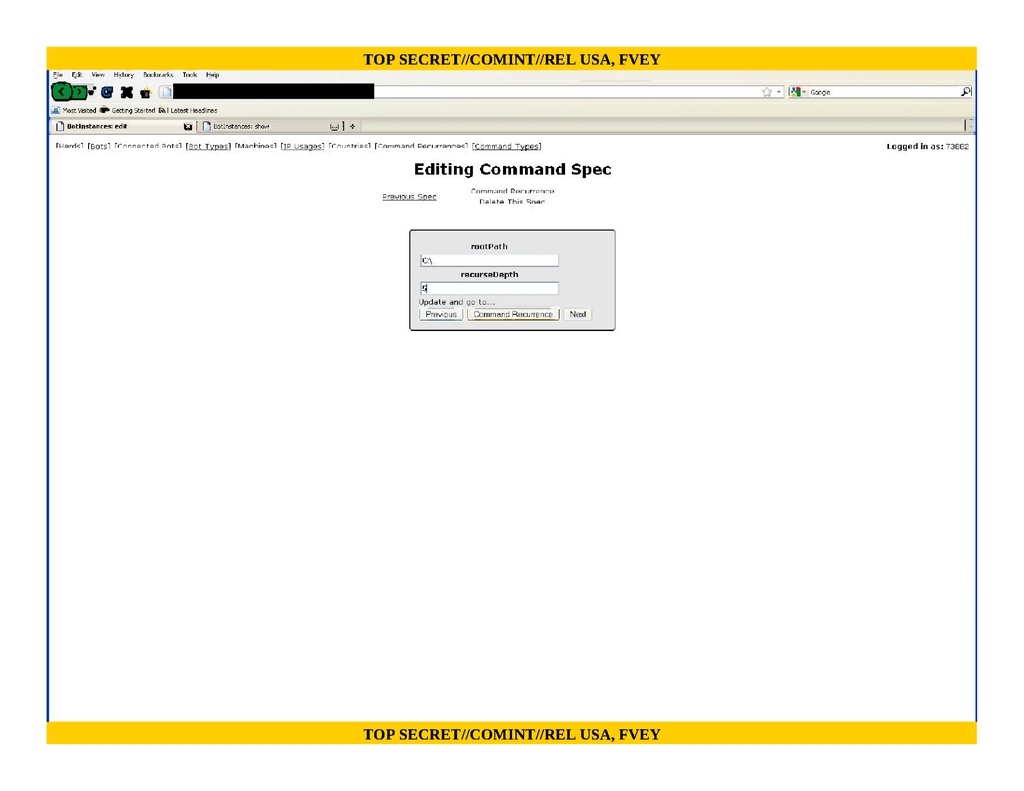 TOP SECRET//COMINT//REL USA, FVEY
File Edit View History Bookmarks Tools Help
Google
Most Visited Getting Started Latest Headlines
BotInstances: edit BotInstances: show
[Herds] [Bots] [Connected Bots] [Bot Types] [Machines] [IP Usages] [Countries] [Command Recurrences] [Command Types] Logged in as: 73882
Editing Command Spec
Previous Spec
Command Recurrence
Delete This Spec
rootPath
C:\
recurseDepth
5
Update and go to...
Previous Command Recurrence Next
TOP SECRET//COMINT//REL USA, FVEY